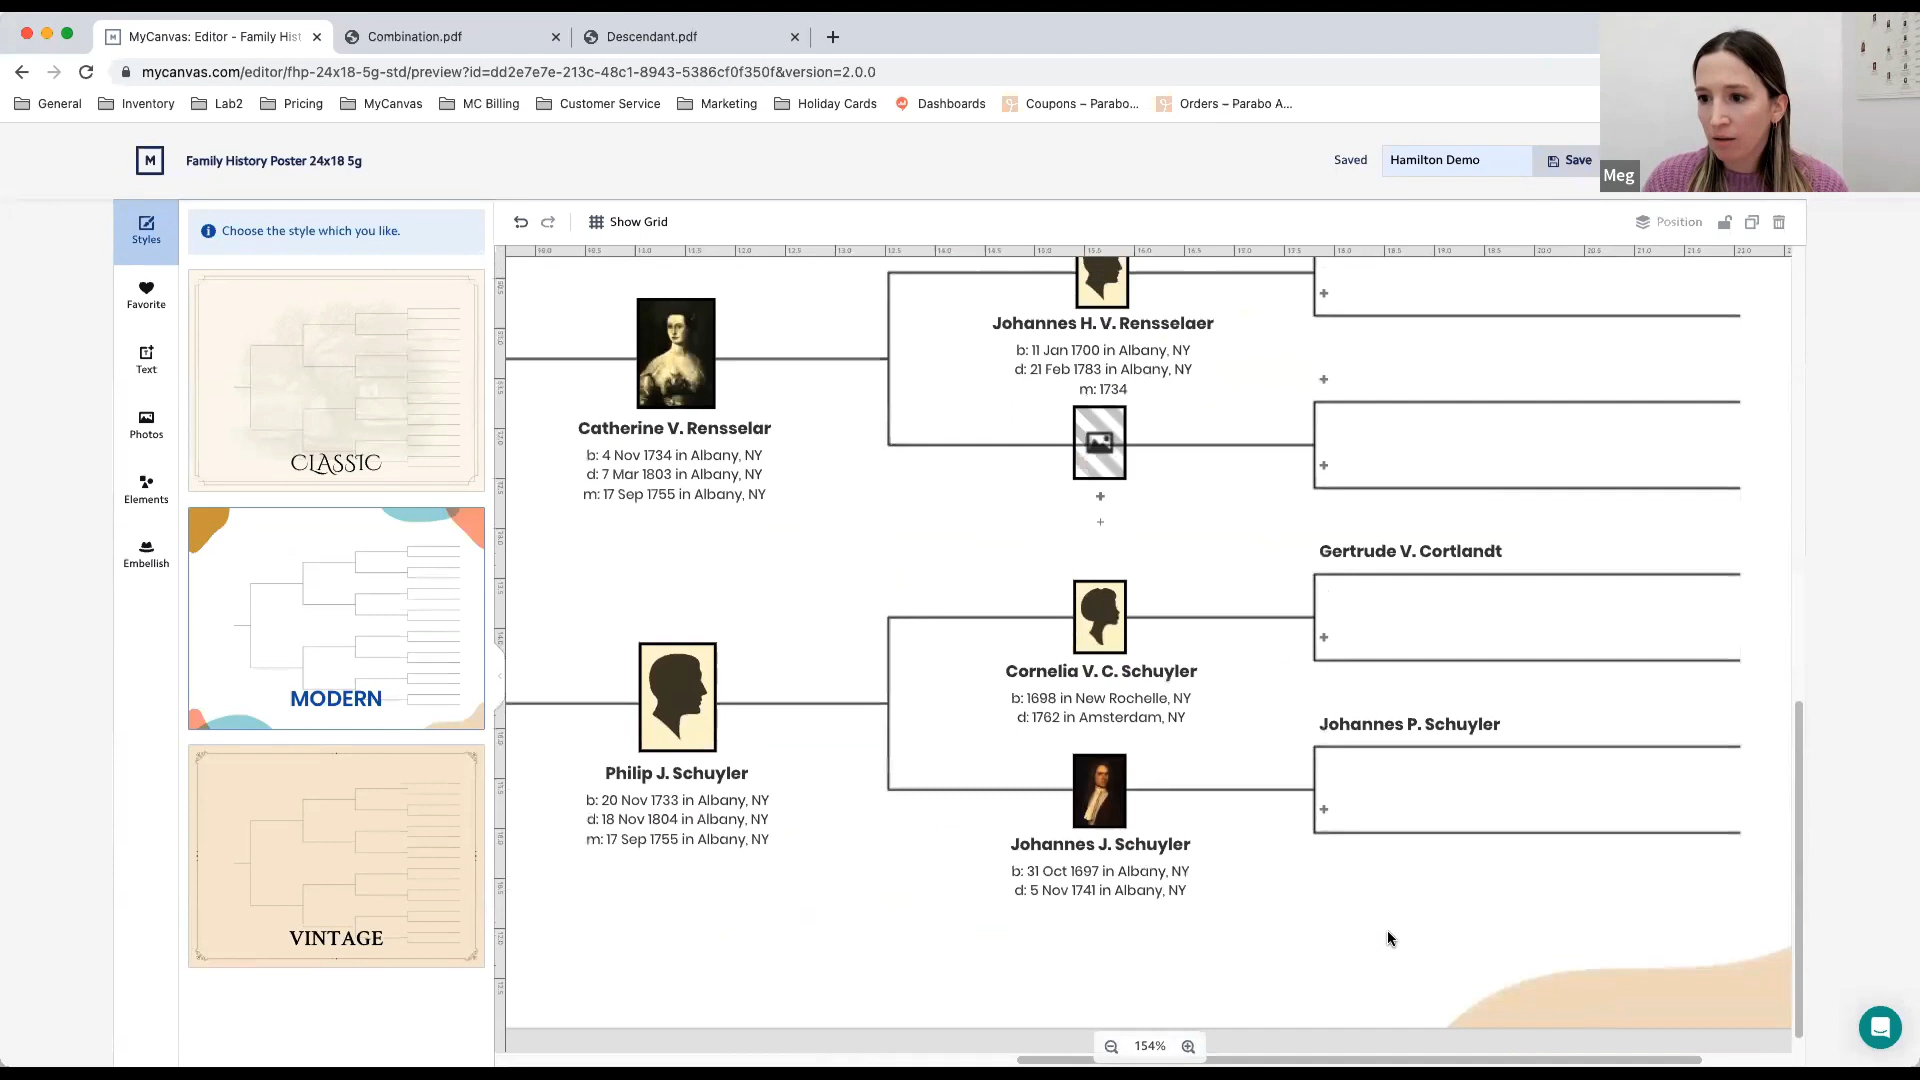 MyCanvas: Editor - Family Hist
Combination.pdf
Descendant.pdf
mycanvas.com/editor/fhp-24x18-5g-std/preview?id=dd2e7e7e-213c-48c1-8943-5386cf0f350f&version=2.0.0
General
Inventory
Lab2
Pricing
MyCanvas
MC Billing
Customer Service
Marketing
Holiday Cards
Dashboards
Coupons – Parabo...
Orders – Parabo A...
M
Family History Poster 24x18 5g
Saved
Hamilton Demo
Save
Meg
Styles
Favorite
Text
Photos
Elements
Embellish
Choose the style which you like.
CLASSIC
MODERN
VINTAGE
Show Grid
Position
Johannes H. V. Rensselaer
b: 11 Jan 1700 in Albany, NY
d: 21 Feb 1783 in Albany, NY
m: 1734
Catherine V. Rensselar
b: 4 Nov 1734 in Albany, NY
d: 7 Mar 1803 in Albany, NY
m: 17 Sep 1755 in Albany, NY
Gertrude V. Cortlandt
Cornelia V. C. Schuyler
b: 1698 in New Rochelle, NY
d: 1762 in Amsterdam, NY
Johannes P. Schuyler
Philip J. Schuyler
b: 20 Nov 1733 in Albany, NY
d: 18 Nov 1804 in Albany, NY
m: 17 Sep 1755 in Albany, NY
Johannes J. Schuyler
b: 31 Oct 1697 in Albany, NY
d: 5 Nov 1741 in Albany, NY
154%